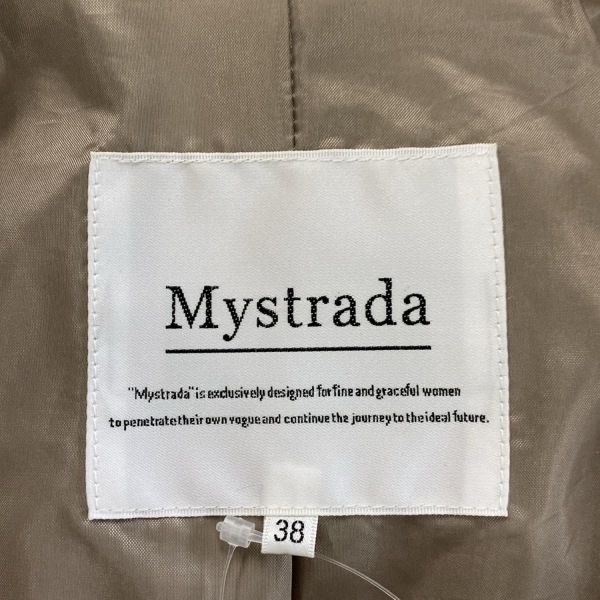 Mystrada
"Mystrada" is exclusively designed for fine and graceful women
to penetrate their own vogue and continue the journey to the ideal future.
38